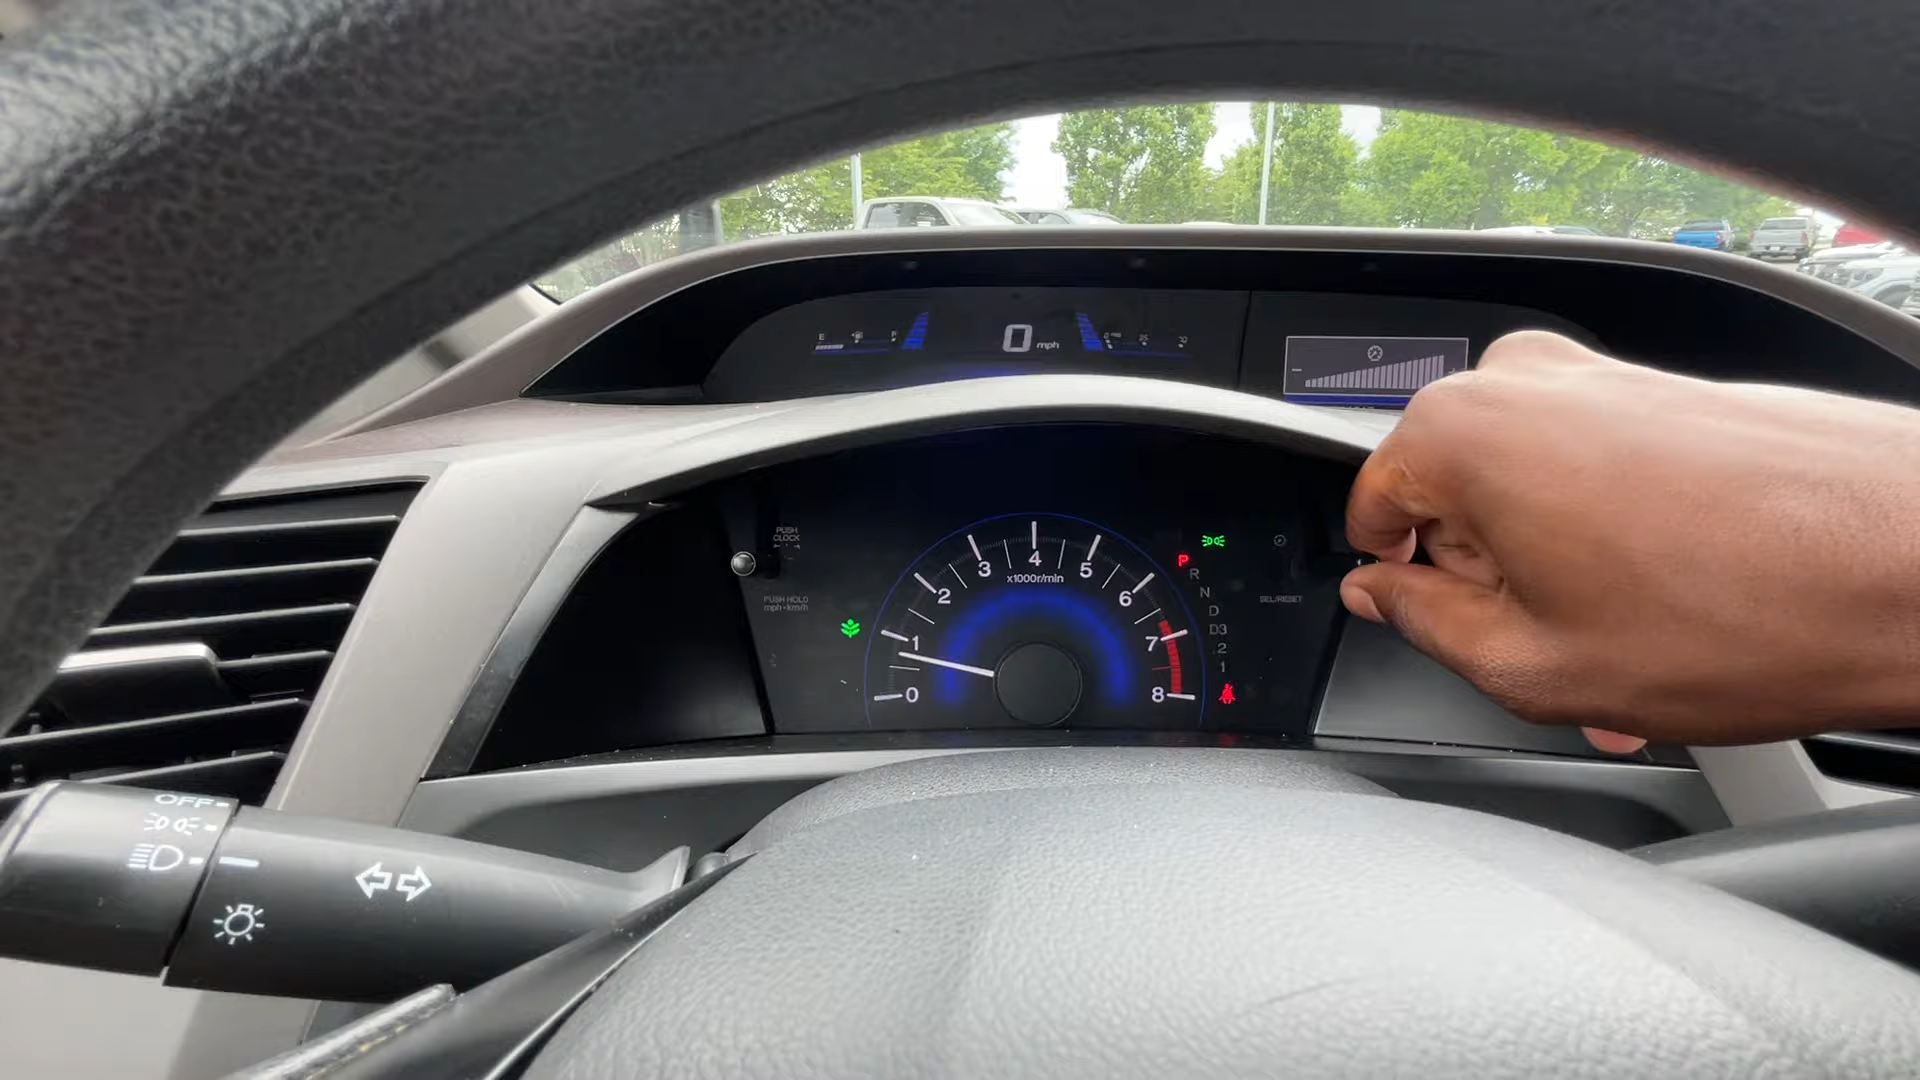 E
F
0 mph
PUSH
CLOCK
PUSH HOLD
mph·km/h
0
1
2
3
4
5
6
7
8
x1000r/min
P
R
N
D
D3
2
1
SEL/RESET
OFF